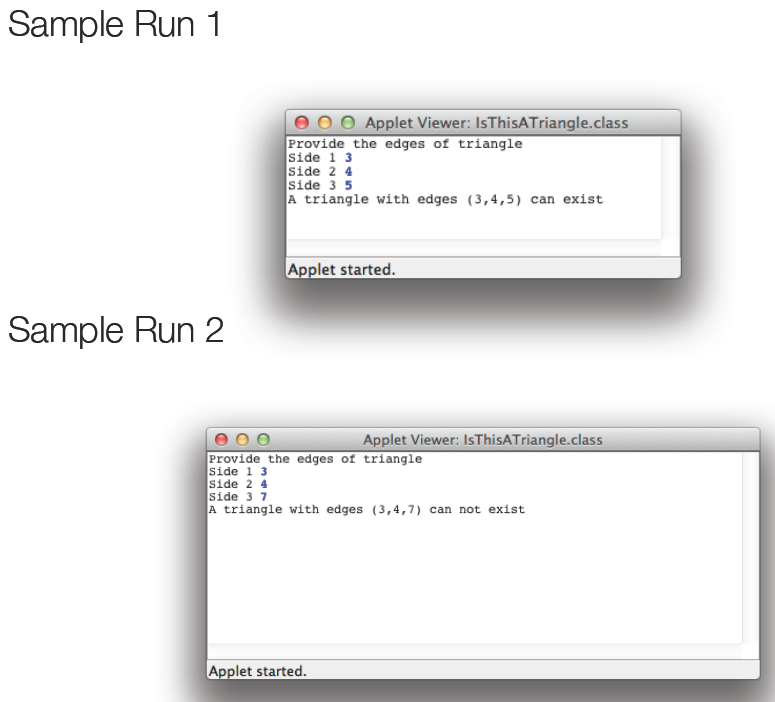 Sample Run 1
Applet Viewer: IsThisATriangle.class
Provide the edges of triangle
Side 1 3
Side 2 4
Side 3 5
A triangle with edges (3,4,5) can exist
Applet started.
Sample Run 2
Applet Viewer: IsThisATriangle.class
Provide the edges of triangle
Side 1 3
Side 2 4
Side 3 7
A triangle with edges (3,4,7) can not exist
Applet started.